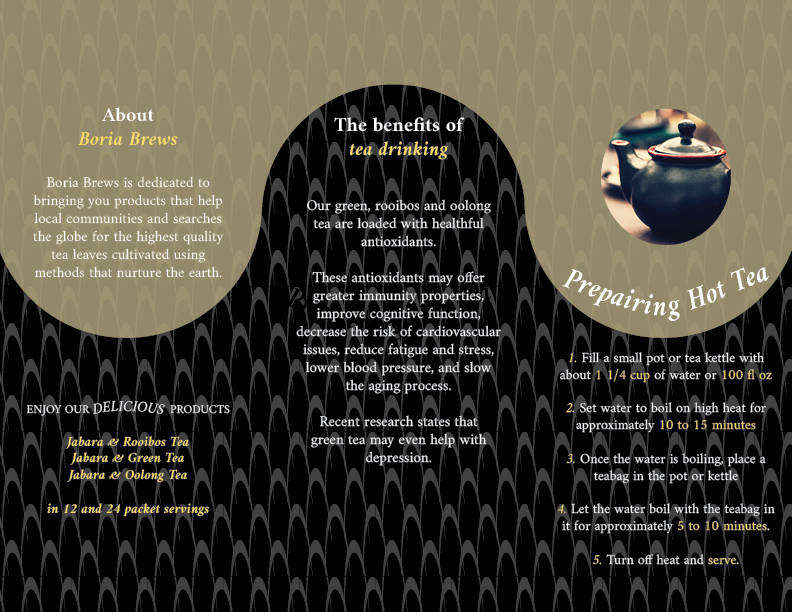 About
Boria Brews
Boria Brews is dedicated to
bringing you products that help
local communities and searches
the globe for the highest quality
tea leaves cultivated using
methods that nurture the earth.
ENJOY OUR DELICIOUS PRODUCTS
Jabara & Rooibos Tea
Jabara & Green Tea
Jabara & Oolong Tea
in 12 and 24 packet servings
The benefits of
tea drinking
Our green, rooibos and oolong
tea are loaded with healthful
antioxidants.
These antioxidants may offer
greater immunity properties,
improve cognitive function,
decrease the risk of cardiovascular
issues, reduce fatigue and stress,
lower blood pressure, and slow
the aging process.
Recent research states that
green tea may even help with
depression.
Prepairing Hot Tea
1. Fill a small pot or tea kettle with
about 1 1/4 cup of water or 100 fl oz
2. Set water to boil on high heat for
approximately 10 to 15 minutes
3. Once the water is boiling, place a
teabag in the pot or kettle
4. Let the water boil with the teabag in
it for approximately 5 to 10 minutes.
5. Turn off heat and serve.